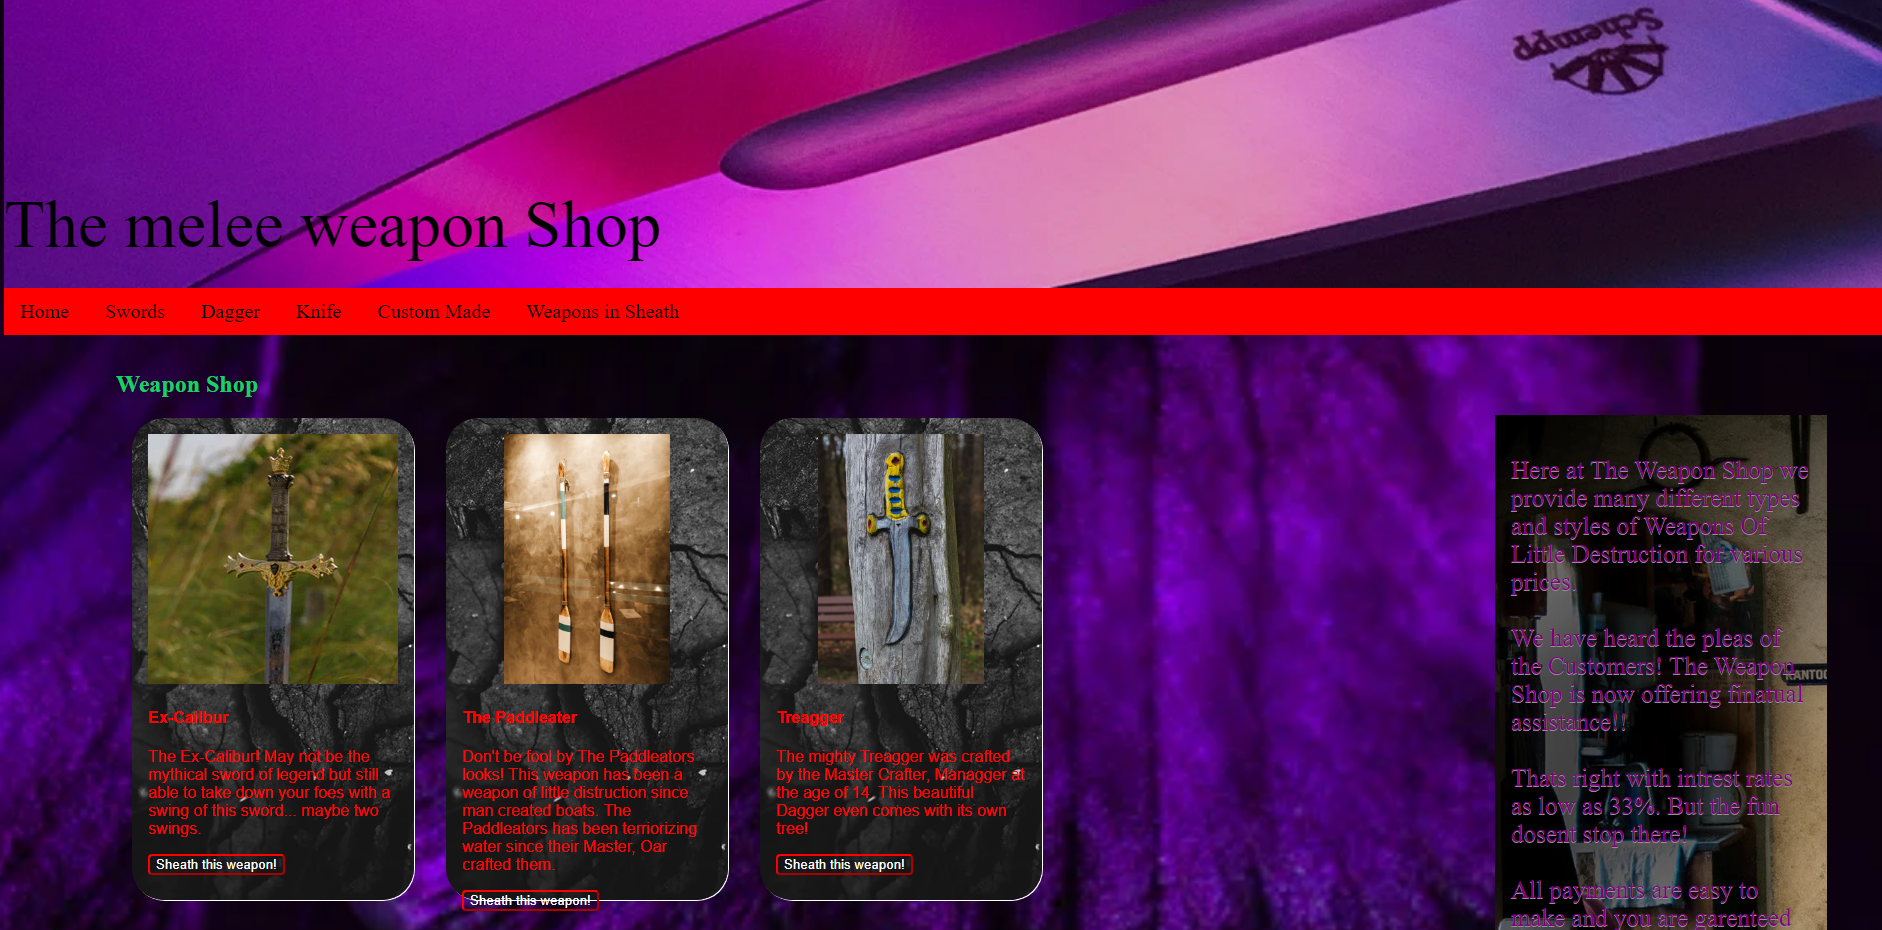 Schempp
The melee weapon Shop
Home Swords Dagger Knife Custom Made Weapons in Sheath
Weapon Shop
Ex-Calibur
The Ex-Calibur! May not be the
mythical sword of legend but still
able to take down your foes with a
swing of this sword... maybe two
swings.
Sheath this weapon!
The Paddleater
Don't be fool by The Paddleators
looks! This weapon has been a
weapon of little distruction since
man created boats. The
Paddleators has been terriorizing
water since their Master, Oar
crafted them.
Sheath this weapon!
Treagger
The mighty Treagger was crafted
by the Master Crafter, Managger at
the age of 14. This beautiful
Dagger even comes with its own
tree!
Sheath this weapon!
Here at The Weapon Shop we
provide many different types
and styles of Weapons Of
Little Destruction for various
prices.
We have heard the pleas of
the Customers! The Weapon
Shop is now offering finatual
assistance!!
Thats right with intrest rates
as low as 33%. But the fun
dosent stop there!
All payments are easy to
make and you are garenteed